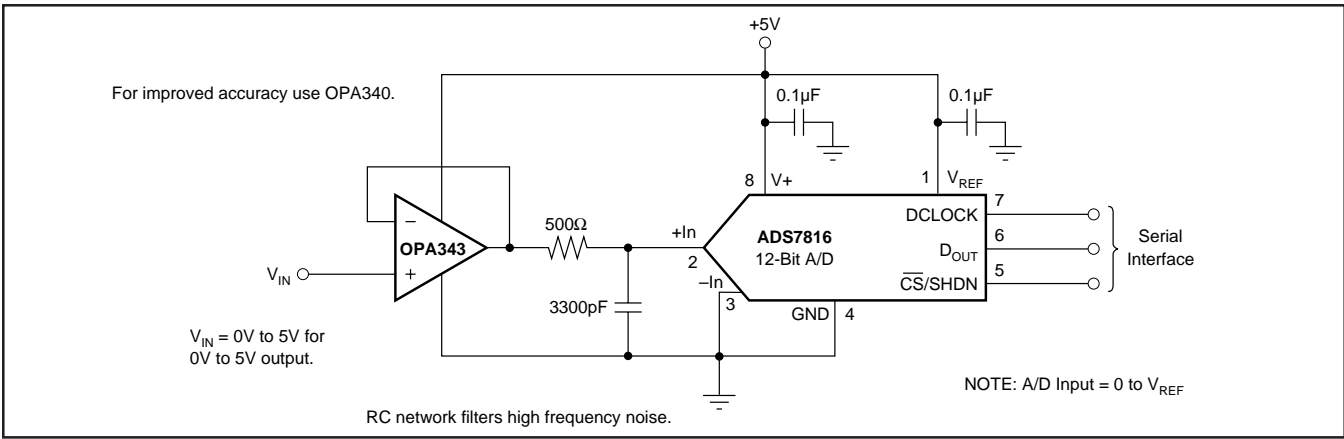 +5V
For improved accuracy use OPA340.
0.1µF
0.1µF
8
V+
1
VREF
7
DCLOCK
500Ω
–
OPA343
+In
2
ADS7816
12-Bit A/D
6
DOUT
Serial
Interface
VIN
+
–In
3
5
CS/SHDN
3300pF
GND
4
VIN = 0V to 5V for
0V to 5V output.
NOTE: A/D Input = 0 to VREF
RC network filters high frequency noise.